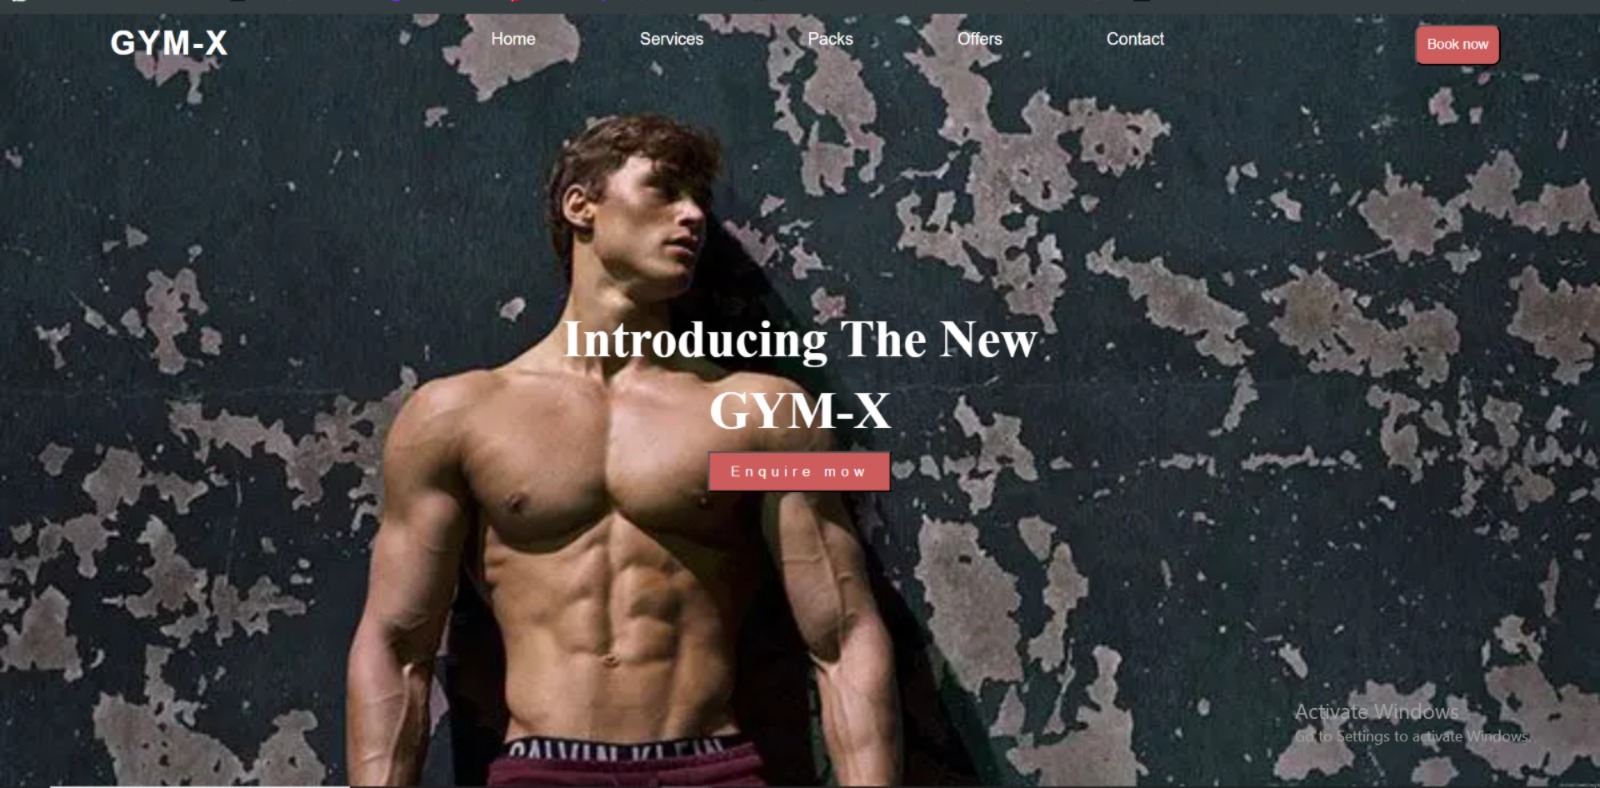 GYM-X
Home
Services
Packs
Offers
Contact
Book now
Introducing The New
GYM-X
Enquire mow
CALVIN KLEIN
Activate Windows
Go to Settings to activate Windows.